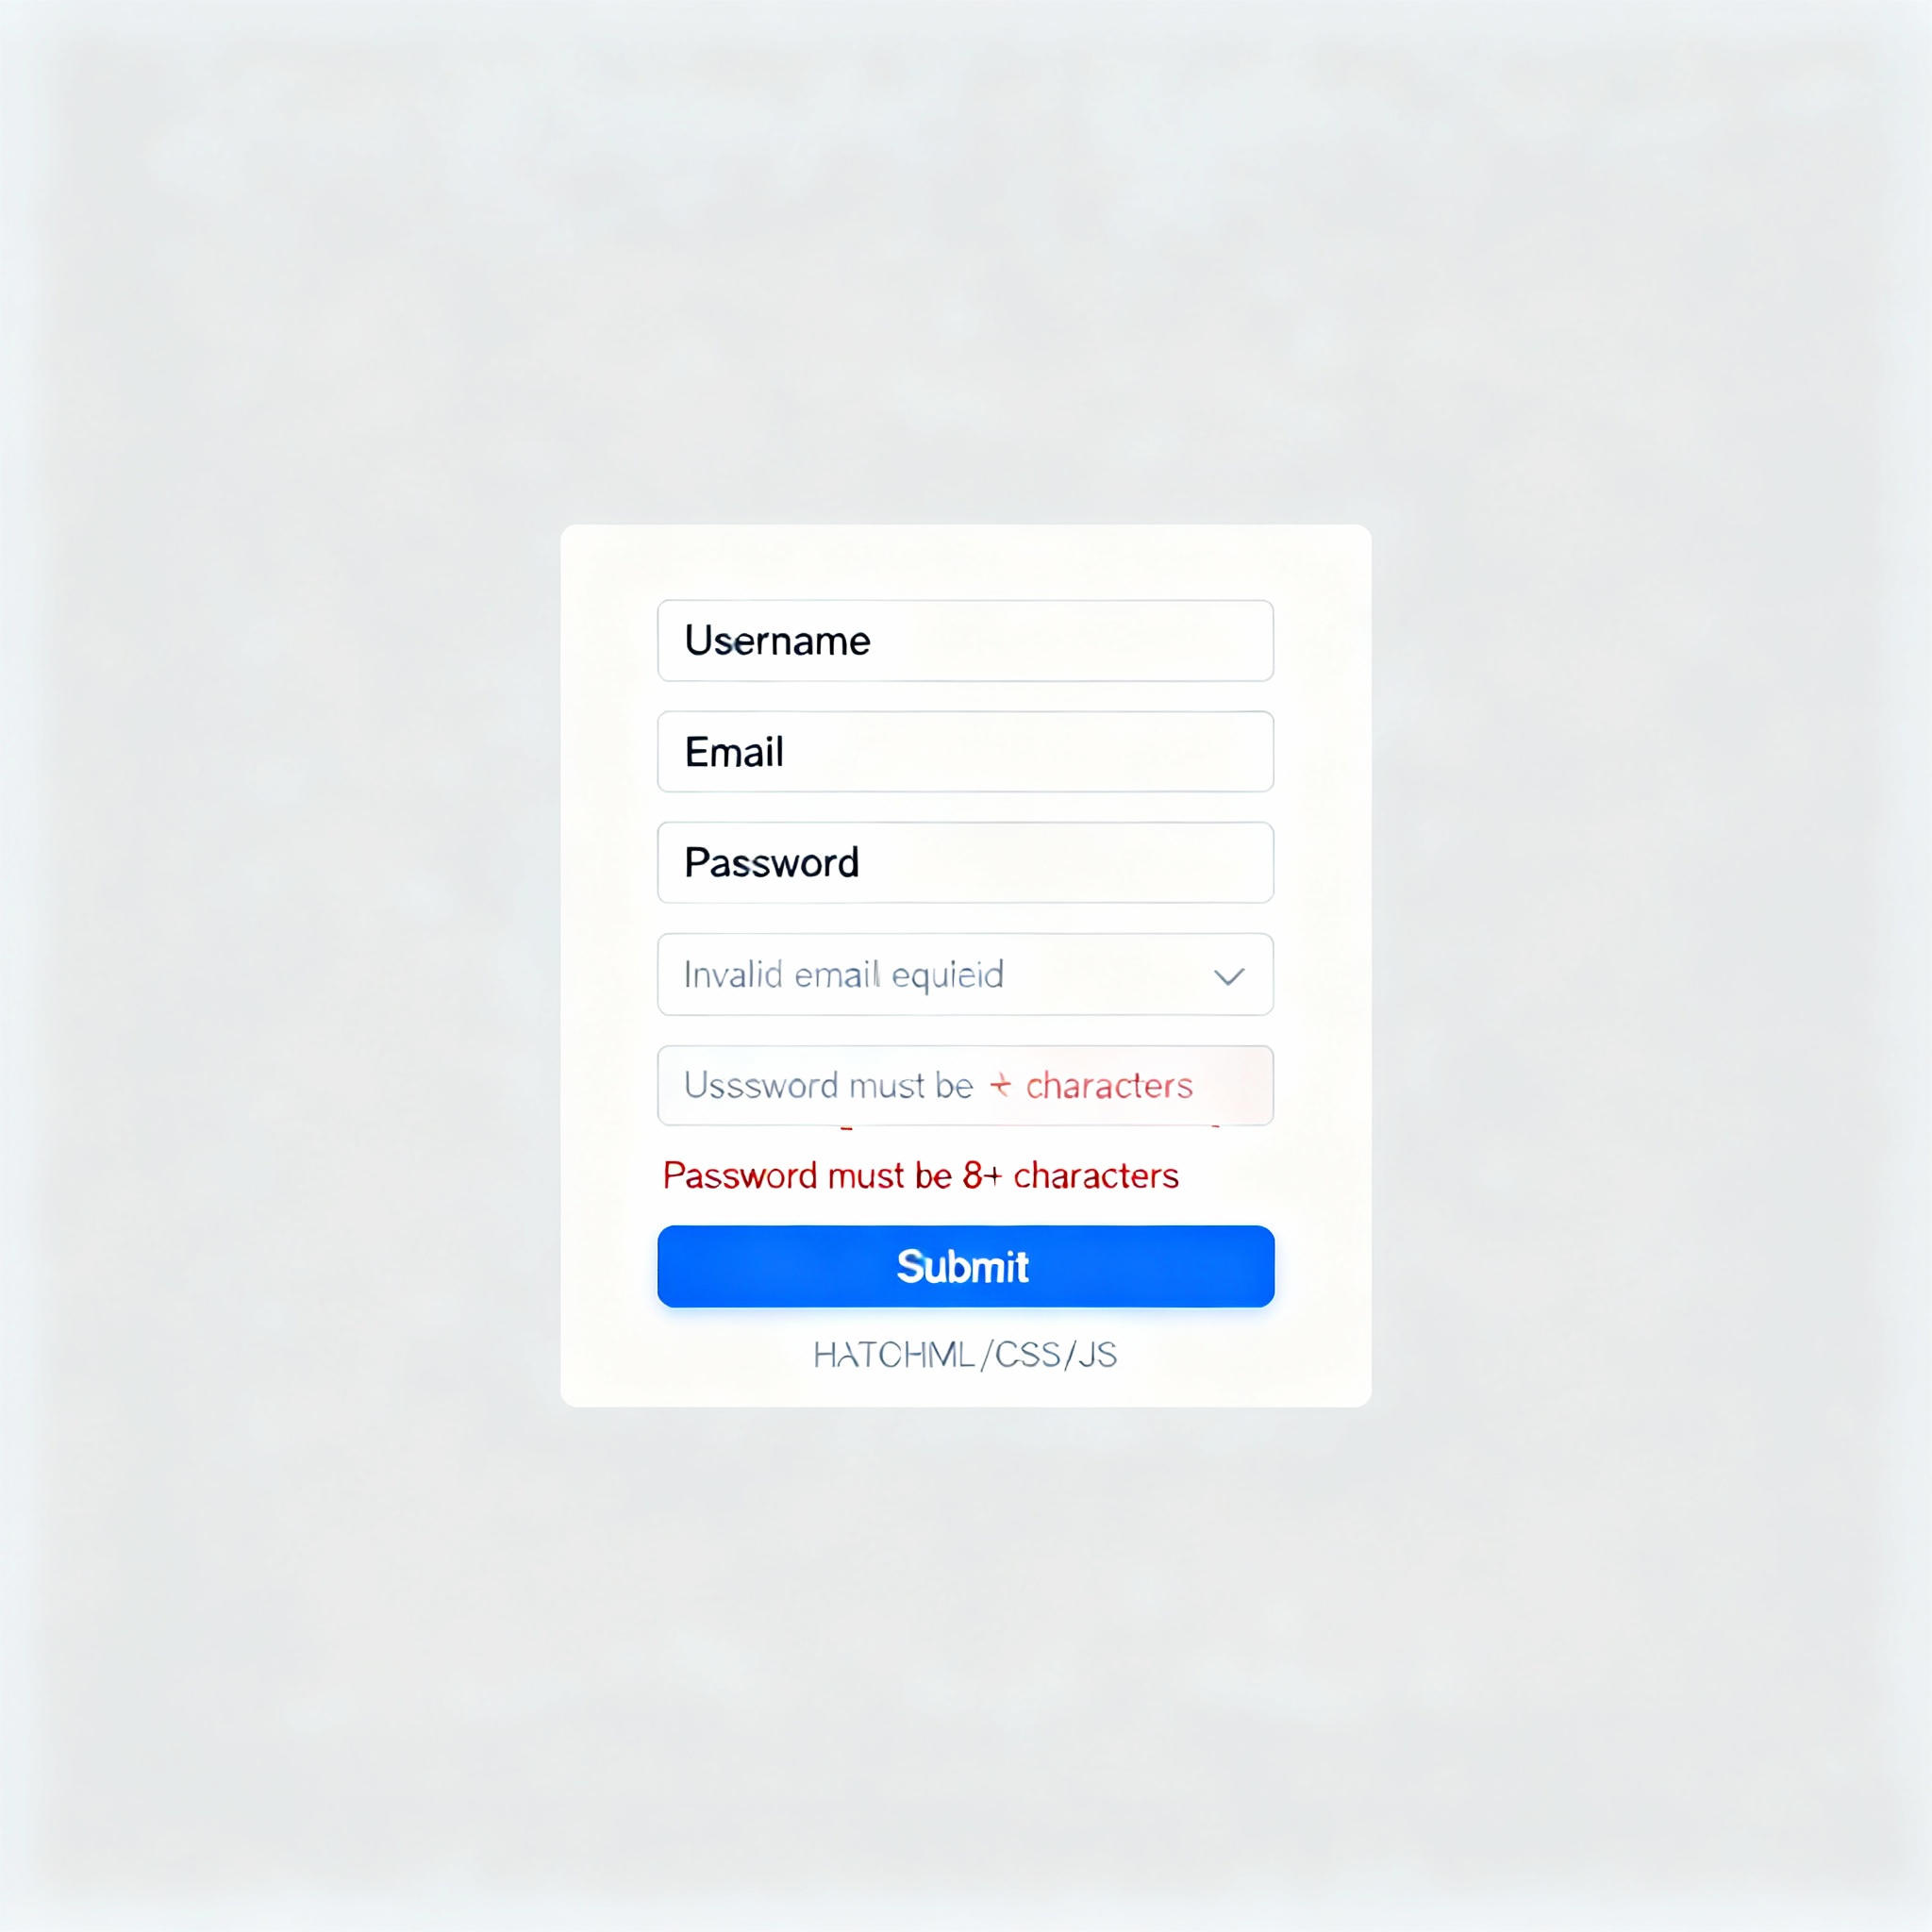 Username
Email
Password
Invalid email equieid
Usssword must be + characters
Password must be 8+ characters
Submit
HATCHML/CSS/JS